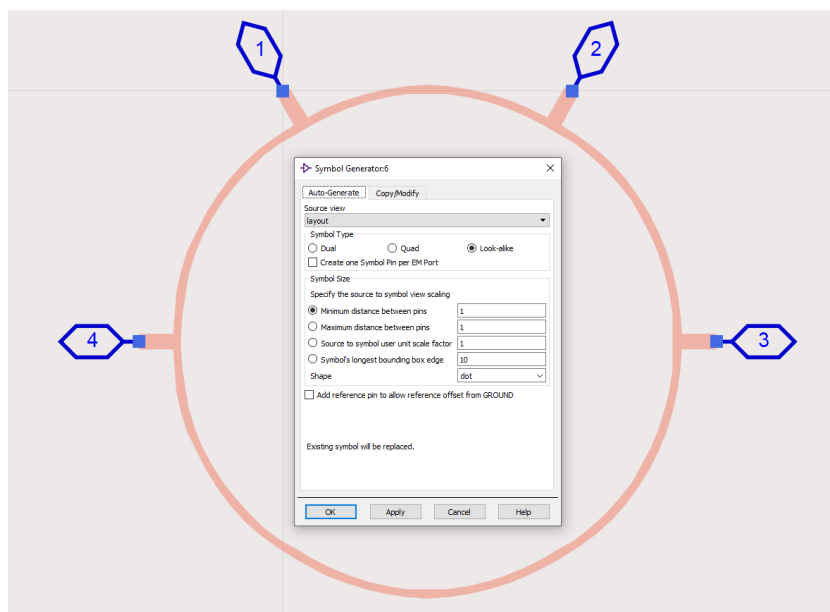 1
2
Symbol Generator:6
Auto-Generate Copy/Modify
Source view
layout
Symbol Type
Dual Quad Look-alike
Create one Symbol Pin per EM Port
Symbol Size
Specify the source to symbol view scaling
Minimum distance between pins 1
Maximum distance between pins 1
Source to symbol user unit scale factor 1
Symbol's longest bounding box edge 10
Shape dot
4
3
Add reference pin to allow reference offset from GROUND
Existing symbol will be replaced.
OK Apply Cancel Help